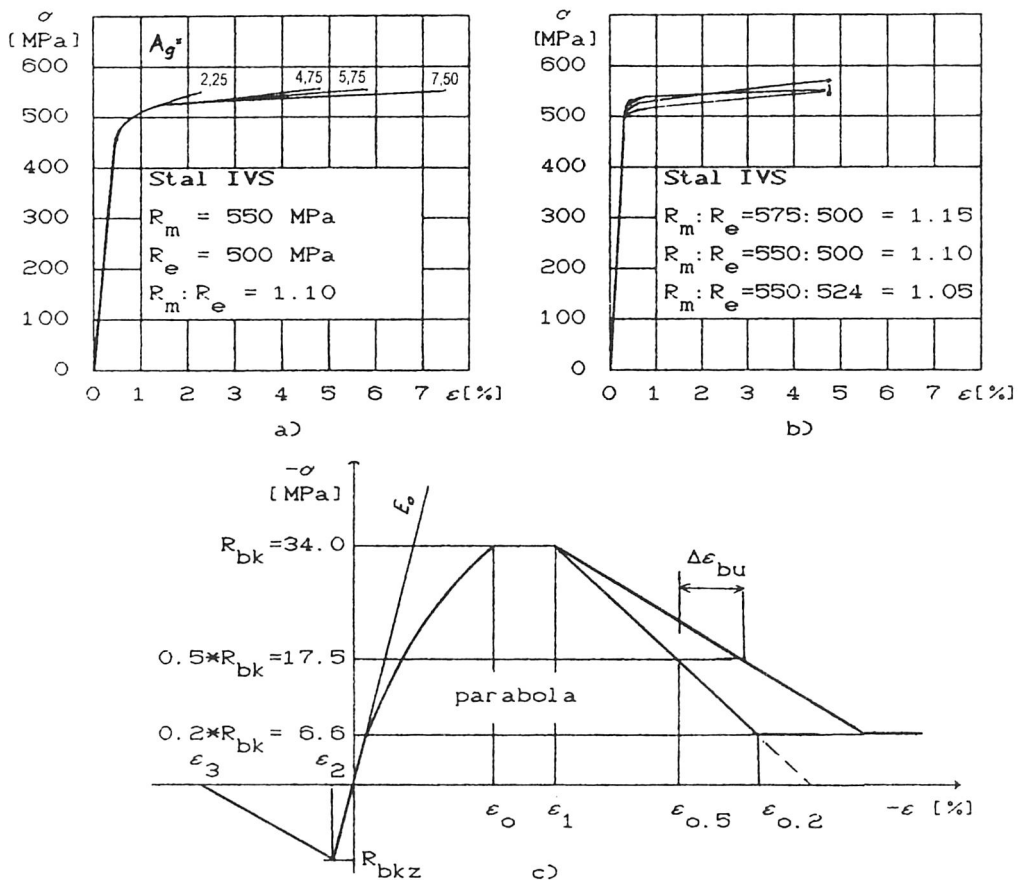 σ
[MPa]
A_g^*
600
500
400
300
200
100
0
2,25
4,75
5,75
7,50
Stal IVS
R_m = 550 MPa
R_e = 500 MPa
R_m:R_e = 1.10
0 1 2 3 4 5 6 7 ε[%]
a)
σ
[MPa]
600
500
400
300
200
100
0
Stal IVS
R_m:R_e=575:500 = 1.15
R_m:R_e=550:500 = 1.10
R_m:R_e=550:524 = 1.05
0 1 2 3 4 5 6 7 ε[%]
b)
-σ
[MPa]
E_o
R_bk=34.0
Δε_bu
0.5*R_bk=17.5
parabola
0.2*R_bk= 6.6
ε_3
ε_2
ε_0
ε_1
ε_0.5
ε_0.2
-ε [%]
R_bkz
c)